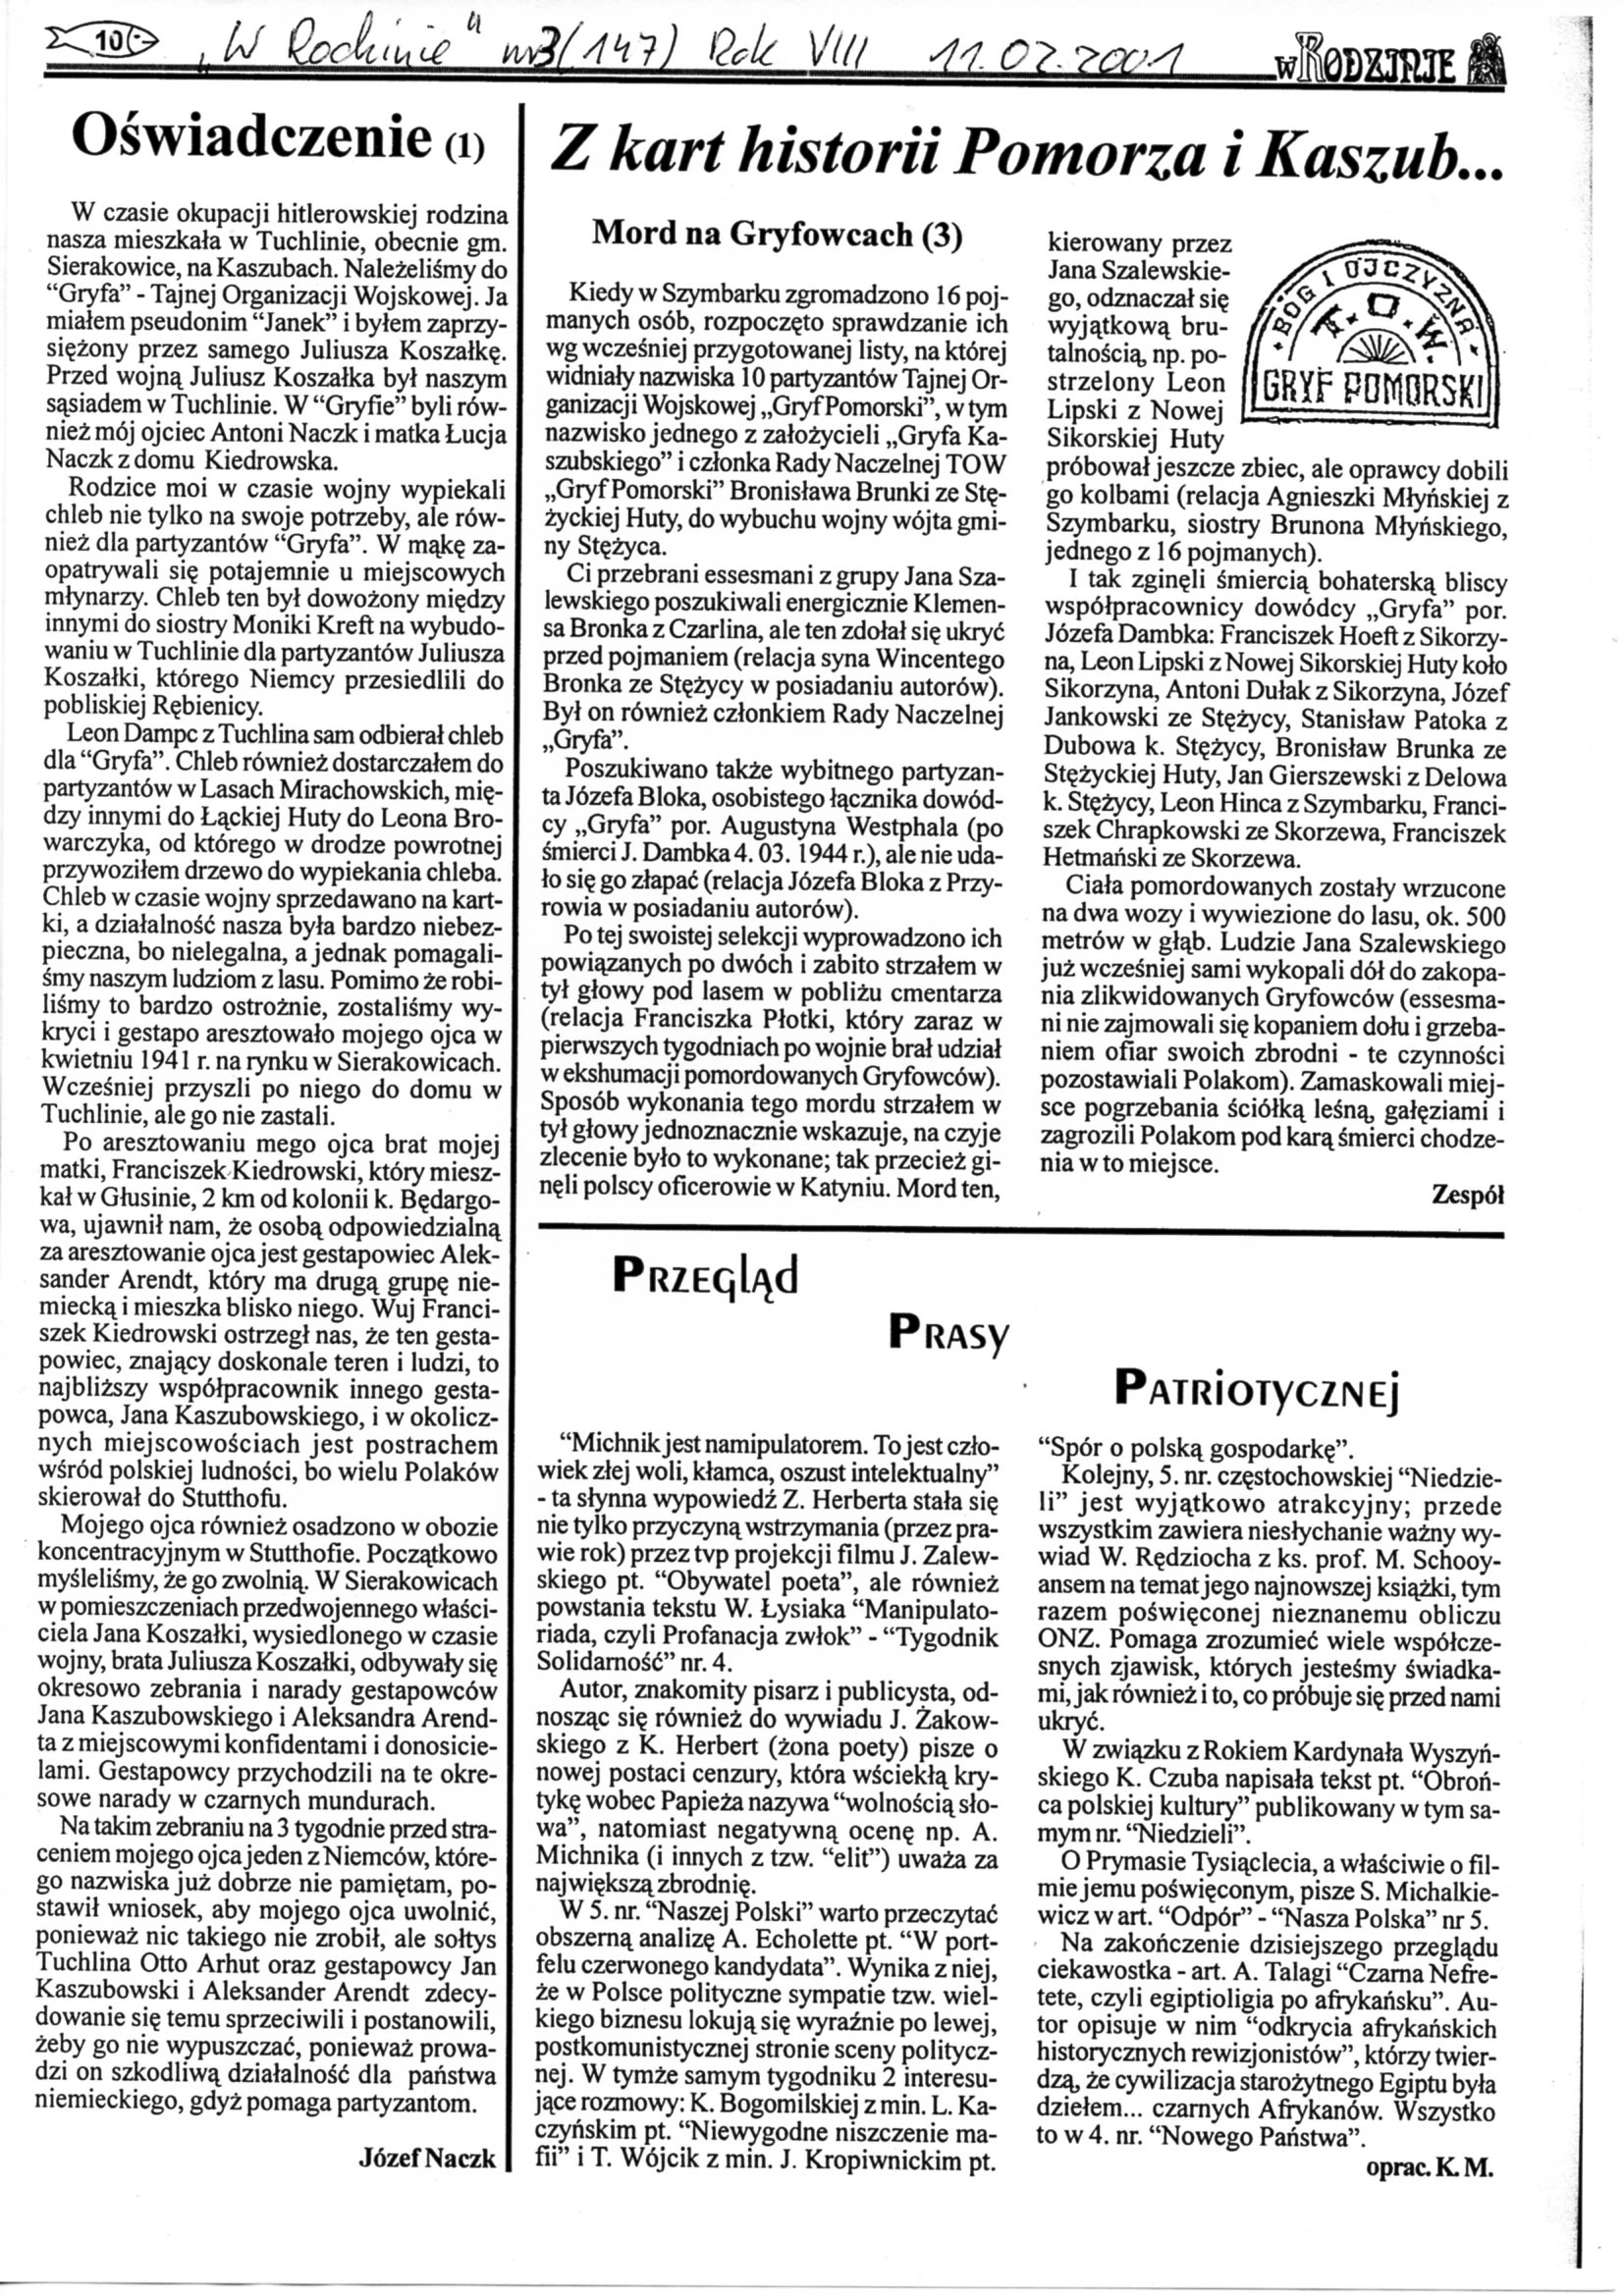 10
„W Rodzinie" nr 3(147) Rok VIII 11.02.2001
wRODZINIE
Oświadczenie (1)
W czasie okupacji hitlerowskiej rodzina
nasza mieszkała w Tuchlinie, obecnie gm.
Sierakowice, na Kaszubach. Należeliśmy do
“Gryfa” - Tajnej Organizacji Wojskowej. Ja
miałem pseudonim “Janek” i byłem zaprzy-
siężony przez samego Juliusza Koszałkę.
Przed wojną Juliusz Koszałka był naszym
sąsiadem w Tuchlinie. W “Gryfie” byli rów-
nież mój ojciec Antoni Naczk i matka Łucja
Naczk z domu Kiedrowska.
Rodzice moi w czasie wojny wypiekali
chleb nie tylko na swoje potrzeby, ale rów-
nież dla partyzantów “Gryfa”. W mąkę za-
opatrywali się potajemnie u miejscowych
młynarzy. Chleb ten był dowożony między
innymi do siostry Moniki Kreft na wybudo-
waniu w Tuchlinie dla partyzantów Juliusza
Koszałki, którego Niemcy przesiedlili do
pobliskiej Rębienicy.
Leon Dampc z Tuchlina sam odbierał chleb
dla “Gryfa”. Chleb również dostarczałem do
partyzantów w Lasach Mirachowskich, mię-
dzy innymi do Łąckiej Huty do Leona Bro-
warczyka, od którego w drodze powrotnej
przywoziłem drzewo do wypiekania chleba.
Chleb w czasie wojny sprzedawano na kart-
ki, a działalność nasza była bardzo niebez-
pieczna, bo nielegalna, a jednak pomagali-
śmy naszym ludziom z lasu. Pomimo że robi-
liśmy to bardzo ostrożnie, zostaliśmy wy-
kryci i gestapo aresztowało mojego ojca w
kwietniu 1941 r. na rynku w Sierakowicach.
Wcześniej przyszli po niego do domu w
Tuchlinie, ale go nie zastali.
Po aresztowaniu mego ojca brat mojej
matki, Franciszek Kiedrowski, który miesz-
kał w Głusinie, 2 km od kolonii k. Będargo-
wa, ujawnił nam, że osobą odpowiedzialną
za aresztowanie ojca jest gestapowiec Alek-
sander Arendt, który ma drugą grupę nie-
miecką i mieszka blisko niego. Wuj Franci-
szek Kiedrowski ostrzegł nas, że ten gesta-
powiec, znający doskonale teren i ludzi, to
najbliższy współpracownik innego gesta-
powca, Jana Kaszubowskiego, i w okolicz-
nych miejscowościach jest postrachem
wśród polskiej ludności, bo wielu Polaków
skierował do Stutthofu.
Mojego ojca również osadzono w obozie
koncentracyjnym w Stutthofie. Początkowo
myśleliśmy, że go zwolnią. W Sierakowicach
w pomieszczeniach przedwojennego właści-
ciela Jana Koszałki, wysiedlonego w czasie
wojny, brata Juliusza Koszałki, odbywały się
okresowo zebrania i narady gestapowców
Jana Kaszubowskiego i Aleksandra Arend-
ta z miejscowymi konfidentami i donosicie-
lami. Gestapowcy przychodzili na te okre-
sowe narady w czarnych mundurach.
Na takim zebraniu na 3 tygodnie przed stra-
ceniem mojego ojca jeden z Niemców, które-
go nazwiska już dobrze nie pamiętam, po-
stawił wniosek, aby mojego ojca uwolnić,
ponieważ nic takiego nie zrobił, ale sołtys
Tuchlina Otto Arhut oraz gestapowcy Jan
Kaszubowski i Aleksander Arendt zdecy-
dowanie się temu sprzeciwili i postanowili,
żeby go nie wypuszczać, ponieważ prowa-
dzi on szkodliwą działalność dla państwa
niemieckiego, gdyż pomaga partyzantom.
Józef Naczk
Z kart historii Pomorza i Kaszub...
Mord na Gryfowcach (3)
Kiedy w Szymbarku zgromadzono 16 poj-
manych osób, rozpoczęto sprawdzanie ich
wg wcześniej przygotowanej listy, na której
widniały nazwiska 10 partyzantów Tajnej Or-
ganizacji Wojskowej „Gryf Pomorski”, w tym
nazwisko jednego z założycieli „Gryfa Ka-
szubskiego” i członka Rady Naczelnej TOW
„Gryf Pomorski” Bronisława Brunki ze Stę-
życkiej Huty, do wybuchu wojny wójta gmi-
ny Stężyca.
Ci przebrani essesmani z grupy Jana Sza-
lewskiego poszukiwali energicznie Klemen-
sa Bronka z Czarlina, ale ten zdołał się ukryć
przed pojmaniem (relacja syna Wincentego
Bronka ze Stężycy w posiadaniu autorów).
Był on również członkiem Rady Naczelnej
„Gryfa”.
Poszukiwano także wybitnego partyzan-
ta Józefa Bloka, osobistego łącznika dowód-
cy „Gryfa” por. Augustyna Westphala (po
śmierci J. Dambka 4. 03. 1944 r.), ale nie uda-
ło się go złapać (relacja Józefa Bloka z Przy-
rowia w posiadaniu autorów).
Po tej swoistej selekcji wyprowadzono ich
powiązanych po dwóch i zabito strzałem w
tył głowy pod lasem w pobliżu cmentarza
(relacja Franciszka Płotki, który zaraz w
pierwszych tygodniach po wojnie brał udział
w ekshumacji pomordowanych Gryfowców).
Sposób wykonania tego mordu strzałem w
tył głowy jednoznacznie wskazuje, na czyje
zlecenie było to wykonane; tak przecież gi-
nęli polscy oficerowie w Katyniu. Mord ten,
kierowany przez
Jana Szalewskie-
go, odznaczał się
wyjątkową bru-
talnością, np. po-
strzelony Leon
Lipski z Nowej
Sikorskiej Huty
próbował jeszcze zbiec, ale oprawcy dobili
go kolbami (relacja Agnieszki Młyńskiej z
Szymbarku, siostry Brunona Młyńskiego,
jednego z 16 pojmanych).
I tak zginęli śmiercią bohaterską bliscy
współpracownicy dowódcy „Gryfa” por.
Józefa Dambka: Franciszek Hoeft z Sikorzy-
na, Leon Lipski z Nowej Sikorskiej Huty koło
Sikorzyna, Antoni Dułak z Sikorzyna, Józef
Jankowski ze Stężycy, Stanisław Patoka z
Dubowa k. Stężycy, Bronisław Brunka ze
Stężyckiej Huty, Jan Gierszewski z Delowa
k. Stężycy, Leon Hinca z Szymbarku, Franci-
szek Chrapkowski ze Skorzewa, Franciszek
Hetmański ze Skorzewa.
Ciała pomordowanych zostały wrzucone
na dwa wozy i wywiezione do lasu, ok. 500
metrów w głąb. Ludzie Jana Szalewskiego
już wcześniej sami wykopali dół do zakopa-
nia zlikwidowanych Gryfowców (essesma-
ni nie zajmowali się kopaniem dołu i grzeba-
niem ofiar swoich zbrodni - te czynności
pozostawiali Polakom). Zamaskowali miej-
sce pogrzebania ściółką leśną, gałęziami i
zagrozili Polakom pod karą śmierci chodze-
nia w to miejsce.
Zespół
BÓG I OJCZYZNA
T.O.W.
GRYF POMORSKI
Przegląd
Prasy
Patriotycznej
“Michnik jest namipulatorem. To jest czło-
wiek złej woli, kłamca, oszust intelektualny”
- ta słynna wypowiedź Z. Herberta stała się
nie tylko przyczyną wstrzymania (przez pra-
wie rok) przez tvp projekcji filmu J. Zalew-
skiego pt. “Obywatel poeta”, ale również
powstania tekstu W. Łysiaka “Manipulato-
riada, czyli Profanacja zwłok” - “Tygodnik
Solidarność” nr. 4.
Autor, znakomity pisarz i publicysta, od-
nosząc się również do wywiadu J. Żakow-
skiego z K. Herbert (żona poety) pisze o
nowej postaci cenzury, która wściekłą kry-
tykę wobec Papieża nazywa “wolnością sło-
wa”, natomiast negatywną ocenę np. A.
Michnika (i innych z tzw. “elit”) uważa za
największą zbrodnię.
W 5. nr. “Naszej Polski” warto przeczytać
obszerną analizę A. Echolette pt. “W port-
felu czerwonego kandydata”. Wynika z niej,
że w Polsce polityczne sympatie tzw. wiel-
kiego biznesu lokują się wyraźnie po lewej,
postkomunistycznej stronie sceny politycz-
nej. W tymże samym tygodniku 2 interesu-
jące rozmowy: K. Bogomilskiej z min. L. Ka-
czyńskim pt. “Niewygodne niszczenie ma-
fii” i T. Wójcik z min. J. Kropiwnickim pt.
“Spór o polską gospodarkę”.
Kolejny, 5. nr. częstochowskiej “Niedzie-
li” jest wyjątkowo atrakcyjny; przede
wszystkim zawiera niesłychanie ważny wy-
wiad W. Rędziocha z ks. prof. M. Schooy-
ansem na temat jego najnowszej książki, tym
razem poświęconej nieznanemu obliczu
ONZ. Pomaga zrozumieć wiele współcze-
snych zjawisk, których jesteśmy świadka-
mi, jak również i to, co próbuje się przed nami
ukryć.
W związku z Rokiem Kardynała Wyszyń-
skiego K. Czuba napisała tekst pt. “Obroń-
ca polskiej kultury” publikowany w tym sa-
mym nr. “Niedzieli”.
O Prymasie Tysiąclecia, a właściwie o fil-
mie jemu poświęconym, pisze S. Michalkie-
wicz w art. “Odpór” - “Nasza Polska” nr 5.
Na zakończenie dzisiejszego przeglądu
ciekawostka - art. A. Talagi “Czarna Nefre-
tete, czyli egiptioligia po afrykańsku”. Au-
tor opisuje w nim “odkrycia afrykańskich
historycznych rewizjonistów”, którzy twier-
dzą, że cywilizacja starożytnego Egiptu była
dziełem... czarnych Afrykanów. Wszystko
to w 4. nr. “Nowego Państwa”.
oprac. K. M.